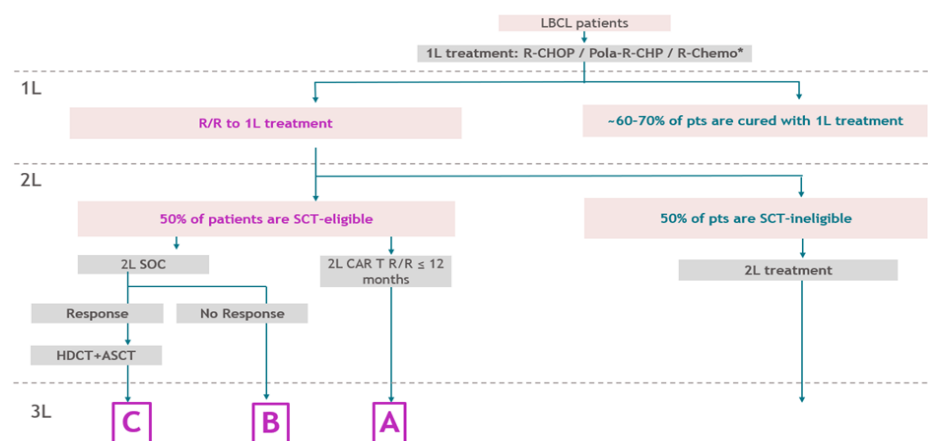 LBCL patients
1L treatment: R-CHOP / Pola-R-CHP / R-Chemo*
1L
R/R to 1L treatment
~60-70% of pts are cured with 1L treatment
2L
50% of patients are SCT-eligible
50% of pts are SCT-ineligible
2L SOC
2L CAR T R/R ≤ 12
months
2L treatment
Response
No Response
HDCT+ASCT
3L
C
B
A